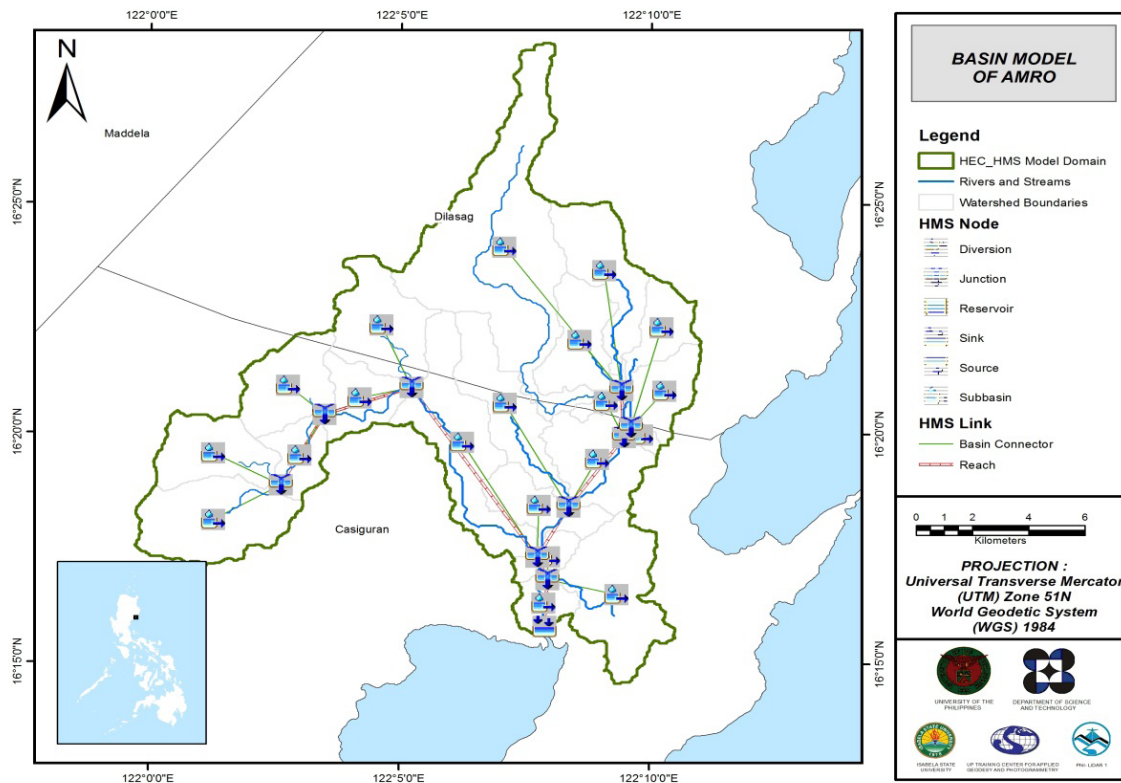 122°0'0"E
122°5'0"E
122°10'0"E
N
Maddela
Dilasag
Casiguran
16°25'0"N
16°20'0"N
16°15'0"N
16°25'0"N
16°20'0"N
16°15'0"N
122°0'0"E
122°5'0"E
122°10'0"E
BASIN MODEL
OF AMRO
Legend
HEC_HMS Model Domain
Rivers and Streams
Watershed Boundaries
HMS Node
Diversion
Junction
Reservoir
Sink
Source
Subbasin
HMS Link
Basin Connector
Reach
0 1 2 4 6
Kilometers
PROJECTION :
Universal Transverse Mercator
(UTM) Zone 51N
World Geodetic System
(WGS) 1984
UNIVERSITY OF THE
PHILIPPINES
DEPARTMENT OF SCIENCE
AND TECHNOLOGY
ISABELA STATE
UNIVERSITY
UP TRAINING CENTER FOR APPLIED
GEODESY AND PHOTOGRAMMETRY
PHIL LIDAR 1